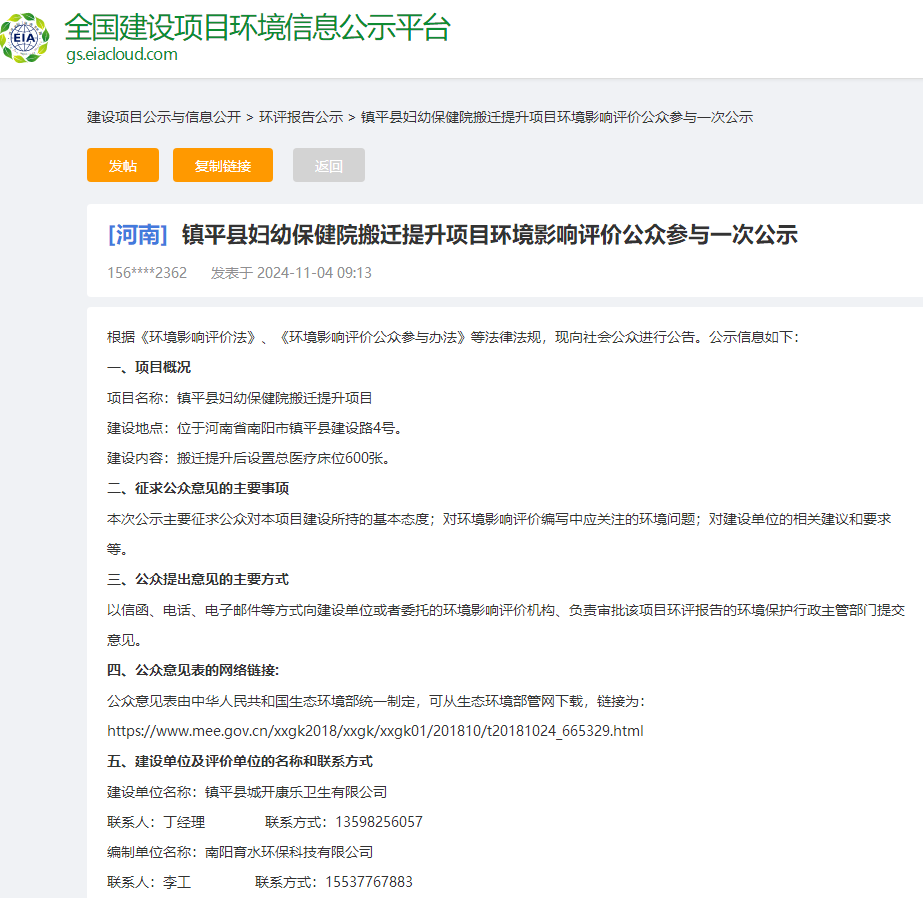 EIA
全国建设项目环境信息公示平台
gs.eiacloud.com
建设项目公示与信息公开 > 环评报告公示 > 镇平县妇幼保健院搬迁提升项目环境影响评价公众参与一次公示
发帖 复制链接 返回
[河南] 镇平县妇幼保健院搬迁提升项目环境影响评价公众参与一次公示
156****2362 发表于 2024-11-04 09:13
根据《环境影响评价法》、《环境影响评价公众参与办法》等法律法规，现向社会公众进行公告。公示信息如下：
一、项目概况
项目名称：镇平县妇幼保健院搬迁提升项目
建设地点：位于河南省南阳市镇平县建设路4号。
建设内容：搬迁提升后设置总医疗床位600张。
二、征求公众意见的主要事项
本次公示主要征求公众对本项目建设所持的基本态度；对环境影响评价编写中应关注的环境问题；对建设单位的相关建议和要求
等。
三、公众提出意见的主要方式
以信函、电话、电子邮件等方式向建设单位或者委托的环境影响评价机构、负责审批该项目环评报告的环境保护行政主管部门提交
意见。
四、公众意见表的网络链接:
公众意见表由中华人民共和国生态环境部统一制定，可从生态环境部管网下载，链接为：
https://www.mee.gov.cn/xxgk2018/xxgk/xxgk01/201810/t20181024_665329.html
五、建设单位及评价单位的名称和联系方式
建设单位名称：镇平县城开康乐卫生有限公司
联系人：丁经理 联系方式：13598256057
编制单位名称：南阳育水环保科技有限公司
联系人：李工 联系方式：15537767883